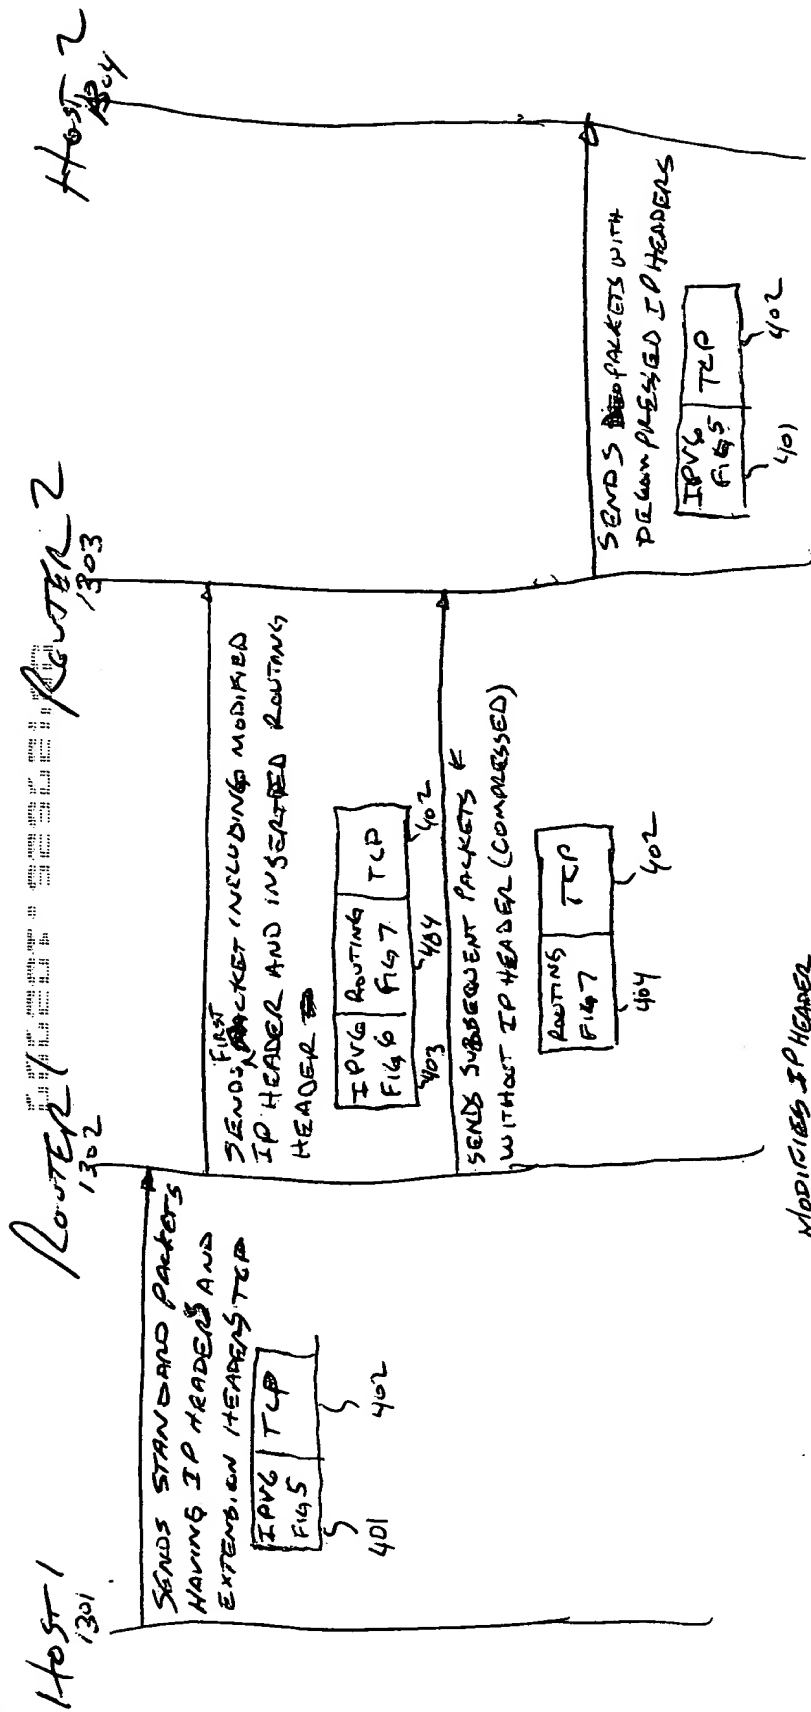 HOST 1
1301
ROUTER 1
1302
ROUTER 2
1303
HOST 2
1304
SENDS STANDARD PACKETS
HAVING IP HEADERS AND
EXTENSION HEADERS TCP
IPV6 TCP
FIG 5
401 402
SENDS FIRST PACKET INCLUDING MODIFIED
IP HEADER AND INSERTED ROUTING
HEADER
IPV6 ROUTING TCP
FIG 6 FIG 7
403 404 402
SENDS SUBSEQUENT PACKETS
WITHOUT IP HEADER (COMPRESSED)
ROUTING TCP
FIG 7
404 402
SENDS PACKETS WITH
DECOMPRESSED IP HEADERS
IPV6 TCP
FIG 5
401 402
MODIFIES IP HEADER